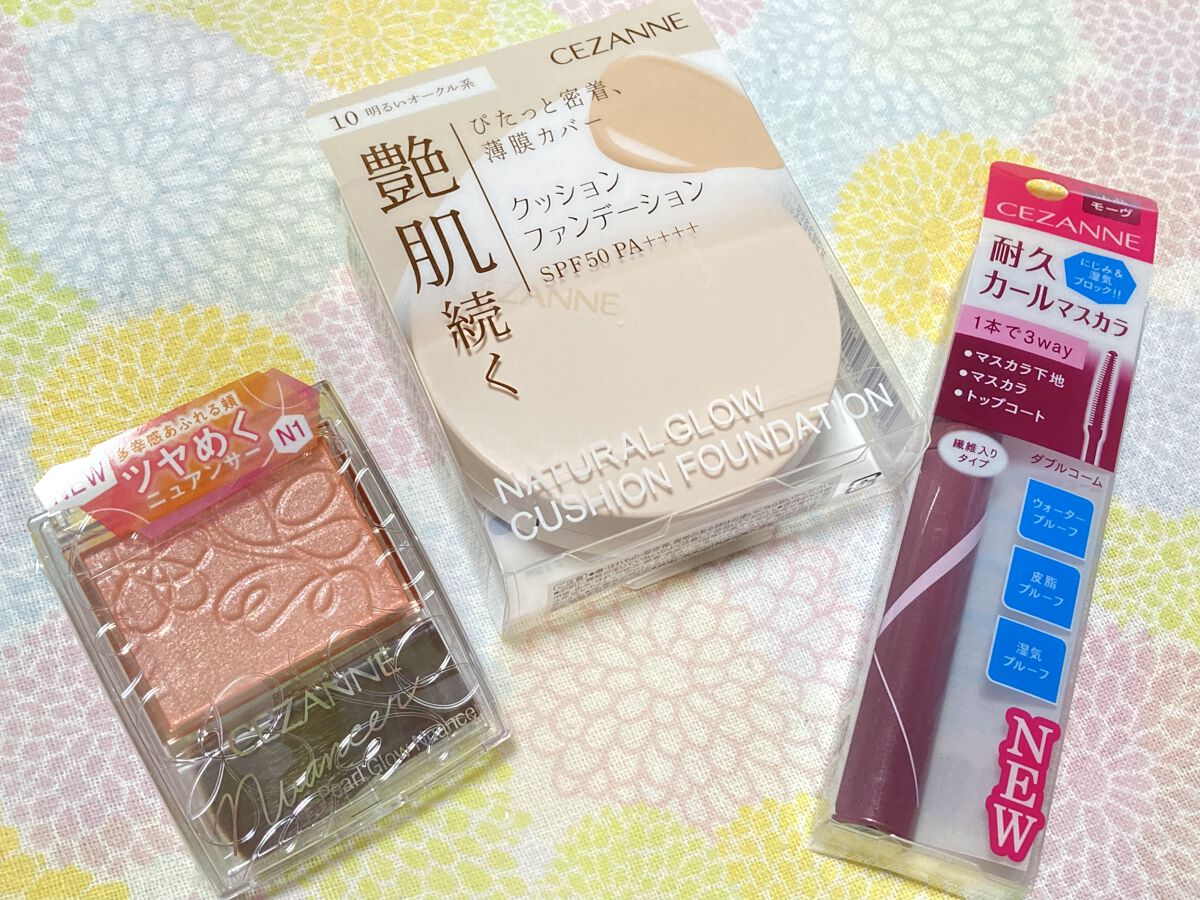 CEZANNE
10 明るいオークル系
艶肌続く
ぴたっと密着、
薄膜カバー
クッション
ファンデーション
SPF50 PA++++
CEZANNE
NATURAL GLOW
CUSHION FOUNDATION
NEW
多幸感あふれる頬
ツヤめく
ニュアンサー
N1
CEZANNE
Nuancer
Pearl Glow Nuancer
モーヴ
CEZANNE
耐久
カールマスカラ
にじみ&
湿気
ブロック!!
1本で3way
•マスカラ下地
•マスカラ
•トップコート
繊維入り
タイプ
ダブルコーム
ウォーター
プルーフ
皮脂
プルーフ
湿気
プルーフ
NEW